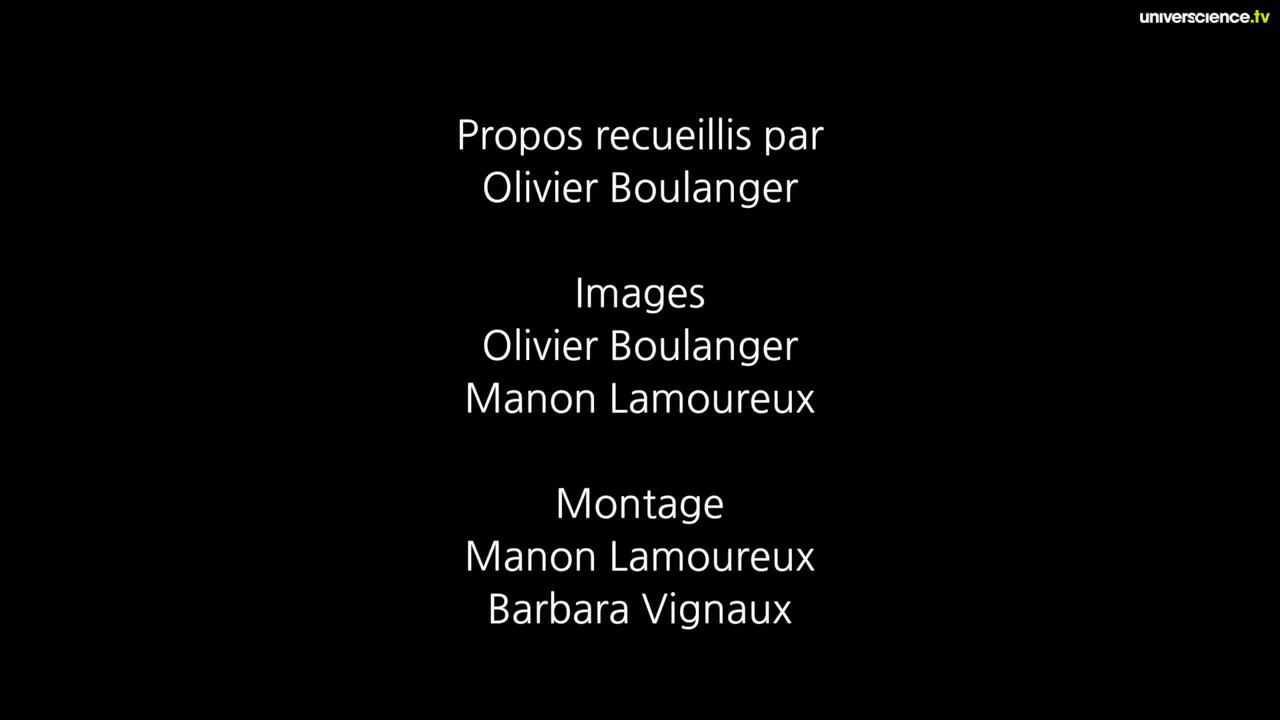 universcience.tv
Propos recueillis par
Olivier Boulanger
Images
Olivier Boulanger
Manon Lamoureux
Montage
Manon Lamoureux
Barbara Vignaux